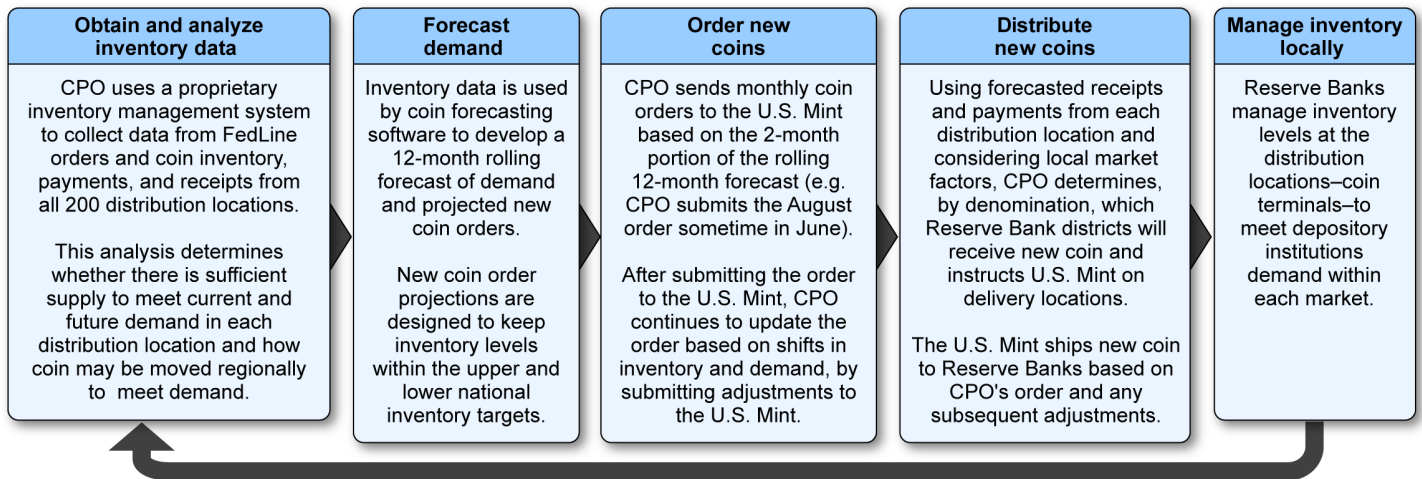 Obtain and analyze
inventory data
CPO uses a proprietary
inventory management system
to collect data from FedLine
orders and coin inventory,
payments, and receipts from
all 200 distribution locations.
This analysis determines
whether there is sufficient
supply to meet current and
future demand in each
distribution location and how
coin may be moved regionally
to meet demand.
Forecast
demand
Inventory data is used
by coin forecasting
software to develop a
12-month rolling
forecast of demand
and projected new
coin orders.
New coin order
projections are
designed to keep
inventory levels
within the upper and
lower national
inventory targets.
Order new
coins
CPO sends monthly coin
orders to the U.S. Mint
based on the 2-month
portion of the rolling
12-month forecast (e.g.
CPO submits the August
order sometime in June).
After submitting the order
to the U.S. Mint, CPO
continues to update the
order based on shifts in
inventory and demand, by
submitting adjustments to
the U.S. Mint.
Distribute
new coins
Using forecasted receipts
and payments from each
distribution location and
considering local market
factors, CPO determines,
by denomination, which
Reserve Bank districts will
receive new coin and
instructs U.S. Mint on
delivery locations.
The U.S. Mint ships new coin
to Reserve Banks based on
CPO's order and any
subsequent adjustments.
Manage inventory
locally
Reserve Banks
manage inventory
levels at the
distribution
locations–coin
terminals–to
meet depository
institutions
demand within
each market.